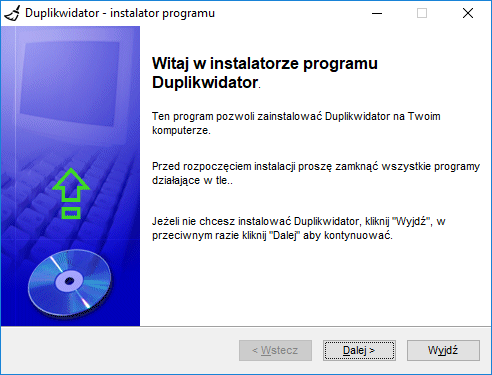 Duplikwidator - instalator programu
Witaj w instalatorze programu
Duplikwidator.
Ten program pozwoli zainstalować Duplikwidator na Twoim
komputerze.
Przed rozpoczęciem instalacji proszę zamknąć wszystkie programy
działające w tle..
Jeżeli nie chcesz instalować Duplikwidator, kliknij "Wyjdź", w
przeciwnym razie kliknij "Dalej" aby kontynuować.
< Wstecz
Dalej >
Wyjdź